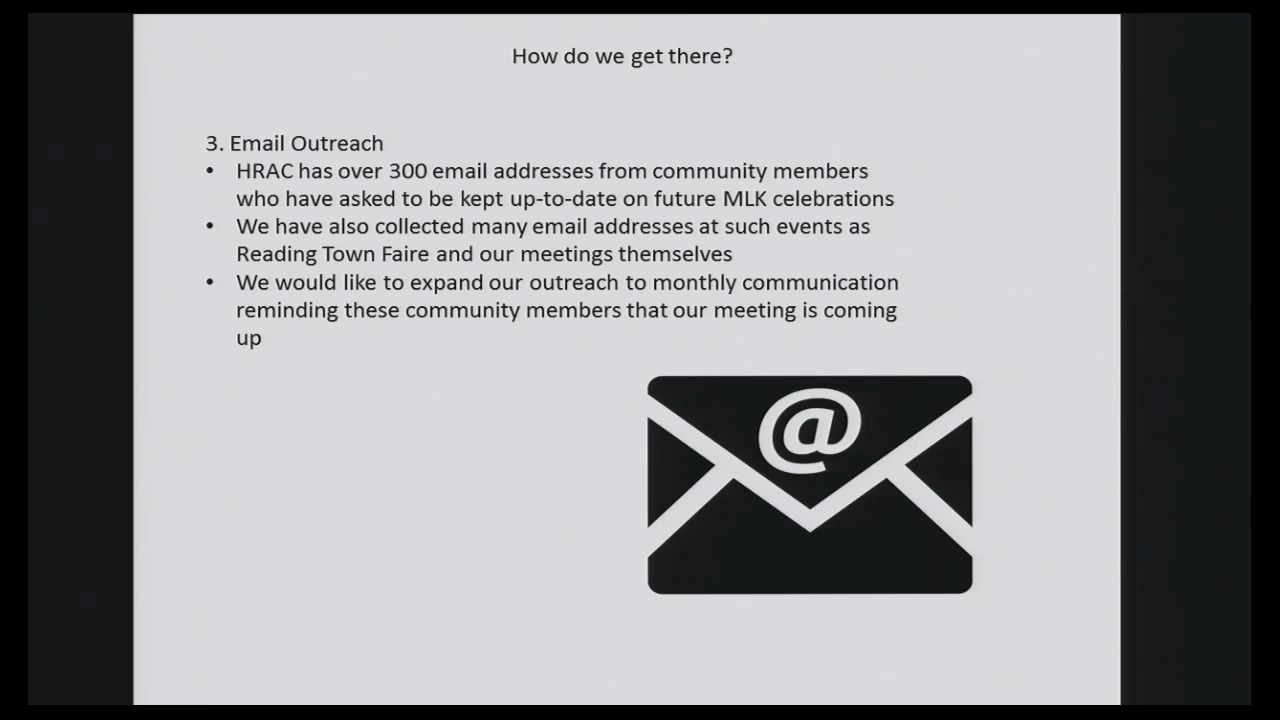 How do we get there?
3. Email Outreach
• HRAC has over 300 email addresses from community members
who have asked to be kept up-to-date on future MLK celebrations
• We have also collected many email addresses at such events as
Reading Town Faire and our meetings themselves
• We would like to expand our outreach to monthly communication
reminding these community members that our meeting is coming
up
@